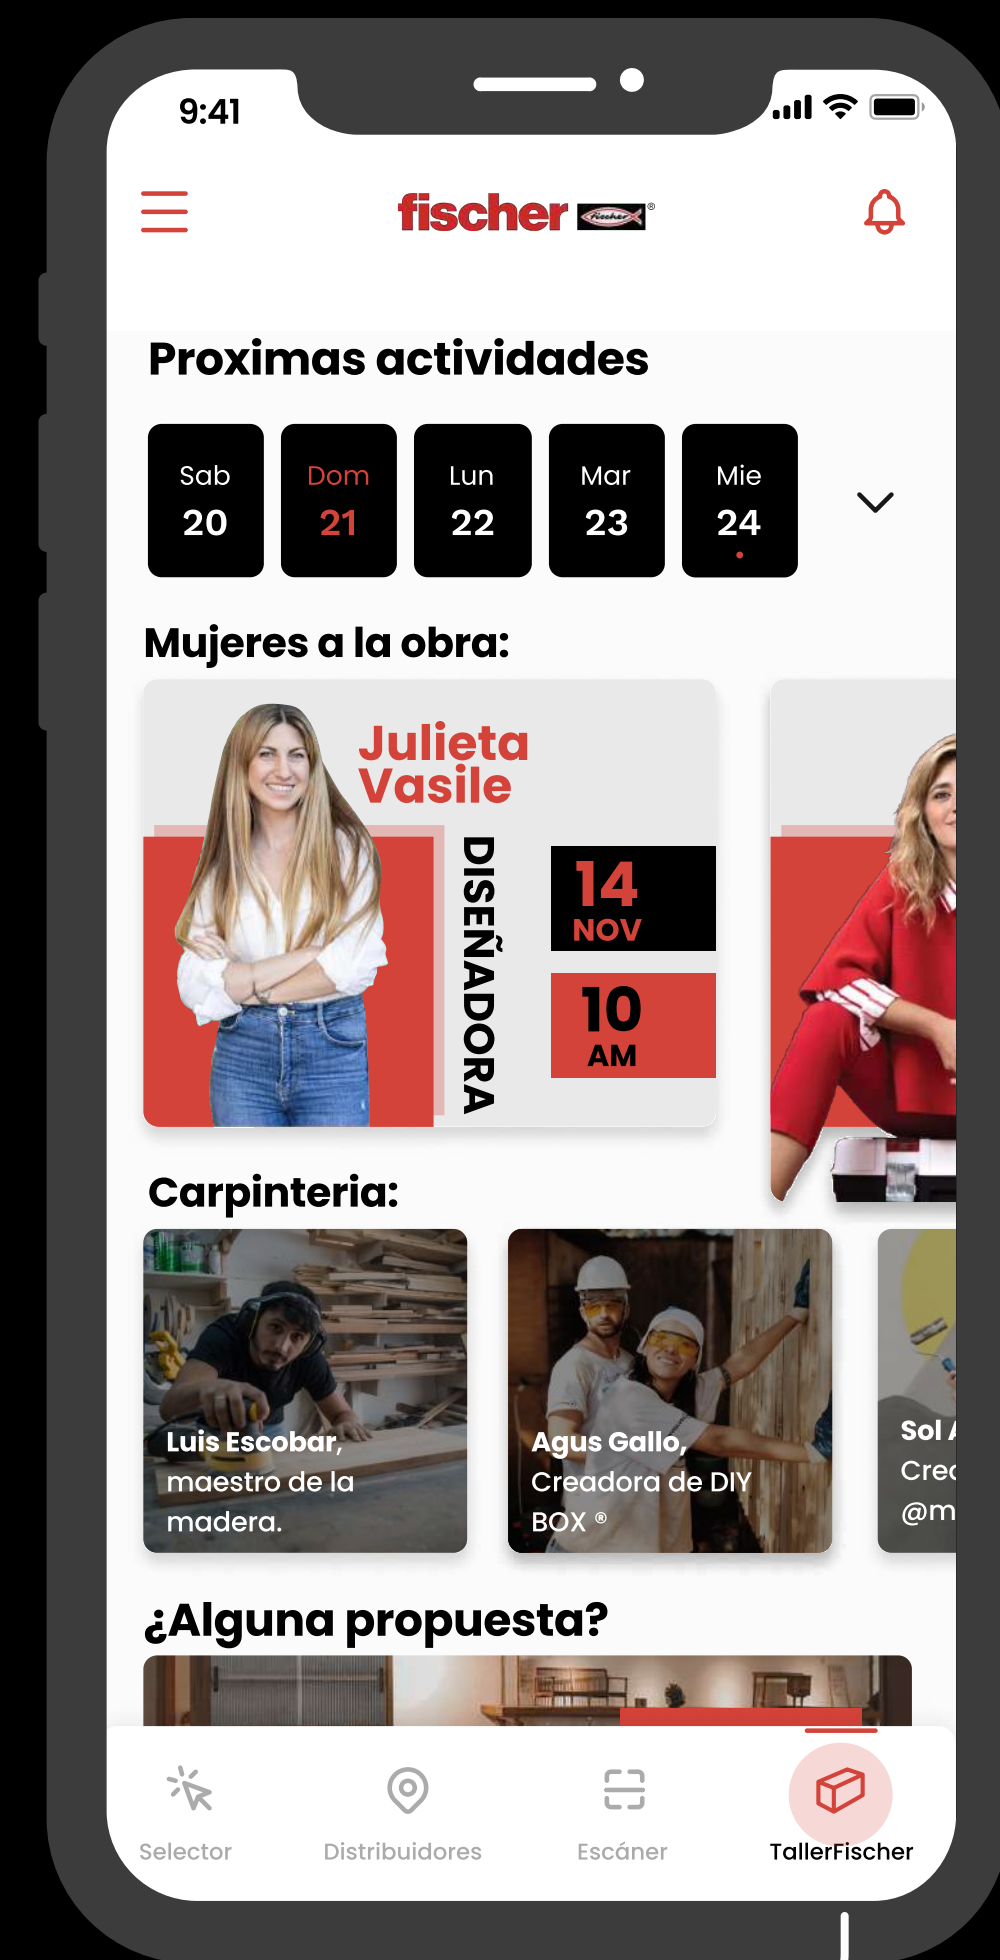 9:41
fischer fischer ®
Proximas actividades
Sab Dom Lun Mar Mie
20 21 22 23 24
Mujeres a la obra:
Julieta
Vasile
DISEÑADORA
14
NOV
10
AM
Carpinteria:
Luis Escobar,
maestro de la
madera.
Agus Gallo,
Creadora de DIY
BOX ®
Sol
¿Alguna propuesta?
Selector Distribuidores Escáner TallerFischer